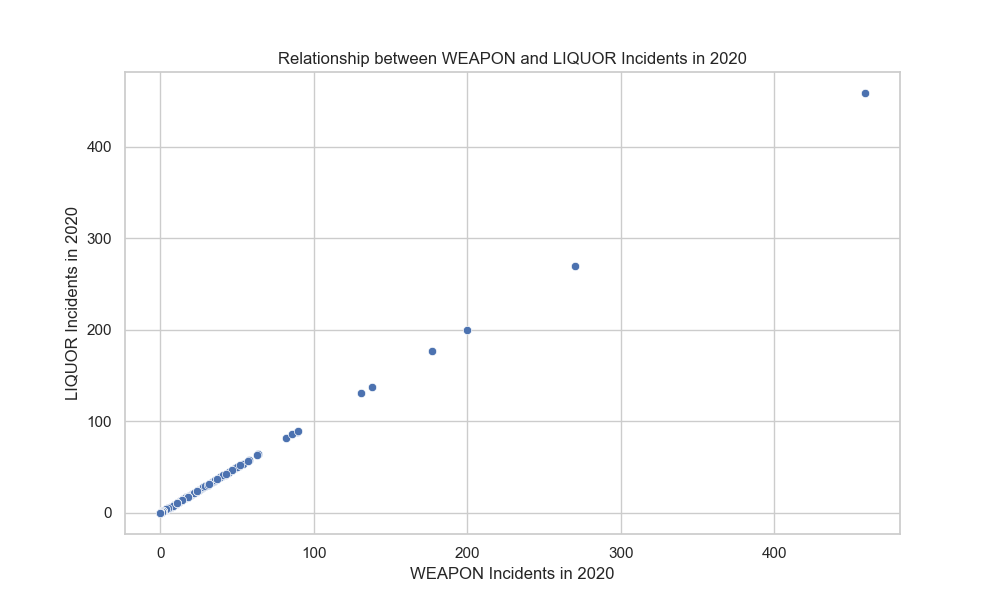 Relationship between WEAPON and LIQUOR Incidents in 2020
LIQUOR Incidents in 2020
400
300
200
100
0
0 100 200 300 400
WEAPON Incidents in 2020